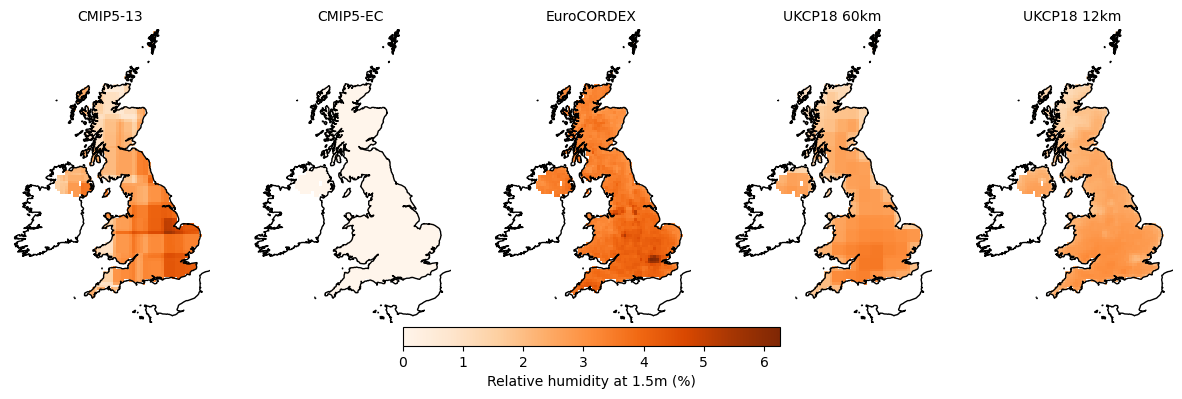 CMIP5-13 CMIP5-EC EuroCORDEX UKCP18 60km UKCP18 12km
0 1 2 3 4 5 6
Relative humidity at 1.5m (%)